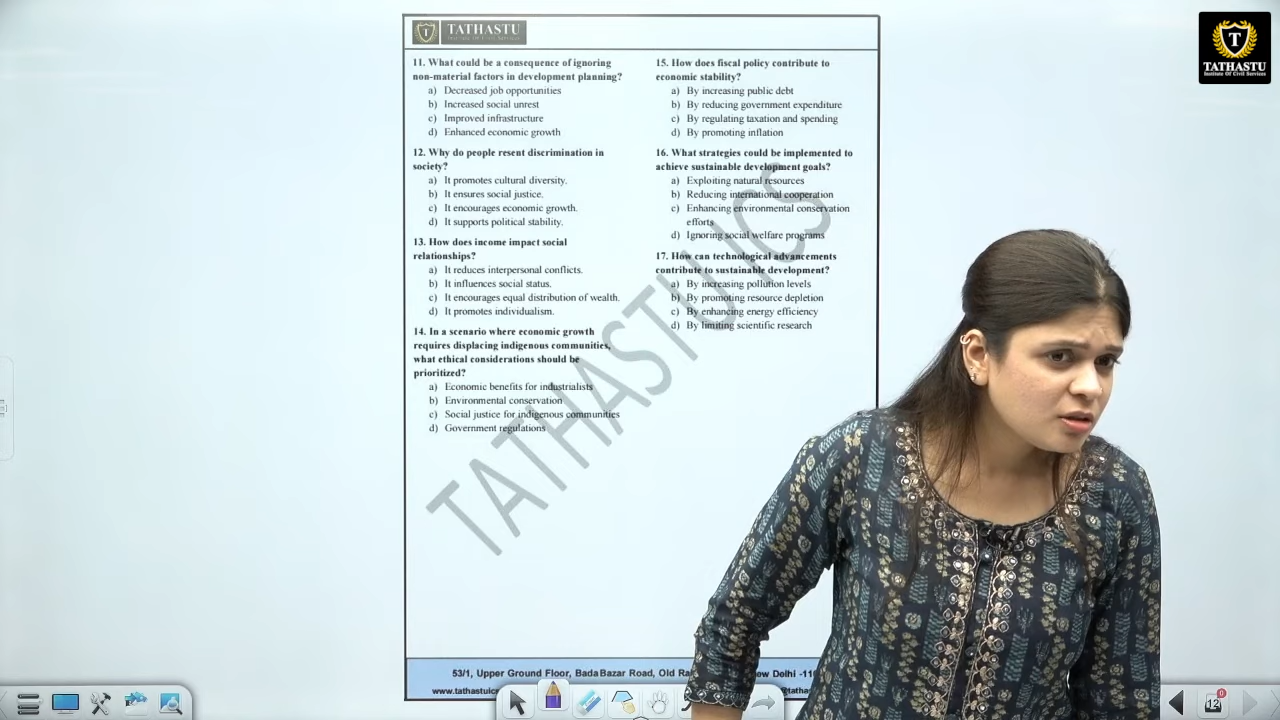 TATHASTU
Institute Of Civil Services
11. What could be a consequence of ignoring
non-material factors in development planning?
a) Decreased job opportunities
b) Increased social unrest
c) Improved infrastructure
d) Enhanced economic growth
12. Why do people resent discrimination in
society?
a) It promotes cultural diversity.
b) It ensures social justice.
c) It encourages economic growth.
d) It supports political stability.
13. How does income impact social
relationships?
a) It reduces interpersonal conflicts.
b) It influences social status.
c) It encourages equal distribution of wealth.
d) It promotes individualism.
14. In a scenario where economic growth
requires displacing indigenous communities,
what ethical considerations should be
prioritized?
a) Economic benefits for industrialists
b) Environmental conservation
c) Social justice for indigenous communities
d) Government regulations
15. How does fiscal policy contribute to
economic stability?
a) By increasing public debt
b) By reducing government expenditure
c) By regulating taxation and spending
d) By promoting inflation
16. What strategies could be implemented to
achieve sustainable development goals?
a) Exploiting natural resources
b) Reducing international cooperation
c) Enhancing environmental conservation
efforts
d) Ignoring social welfare programs
17. How can technological advancements
contribute to sustainable development?
a) By increasing pollution levels
b) By promoting resource depletion
c) By enhancing energy efficiency
d) By limiting scientific research
TATHASTU ICS
53/1, Upper Ground Floor, Bada Bazar Road, Old Delhi -11
T
TATHASTU
Institute Of Civil Services
12
0